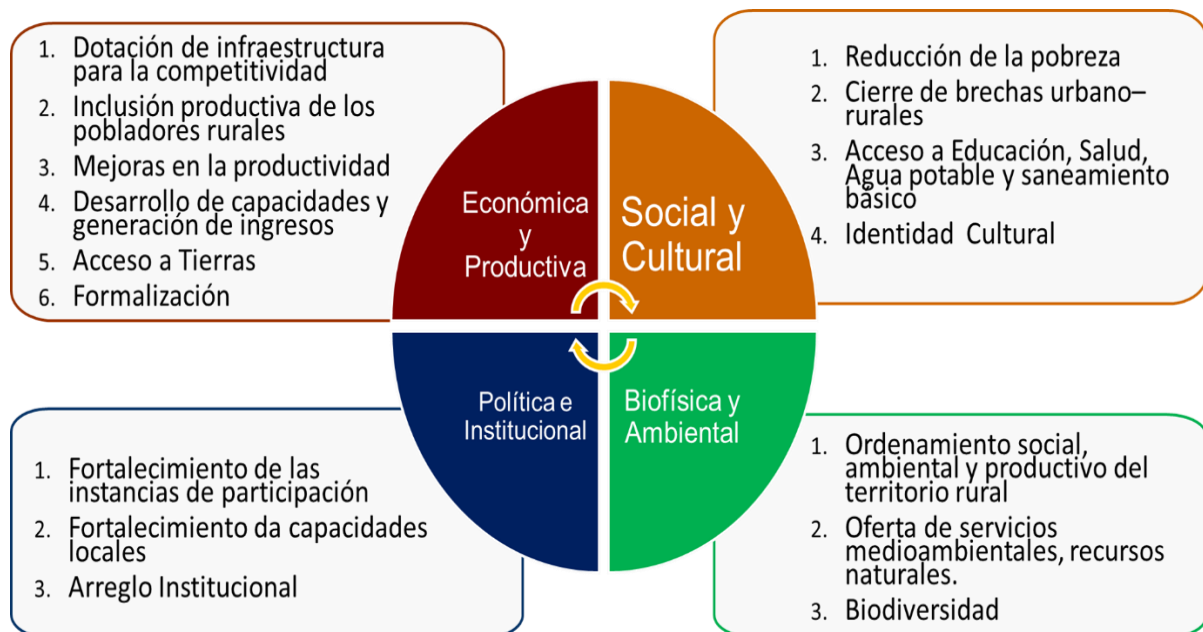 1. Dotación de infraestructura
para la competitividad
2. Inclusión productiva de los
pobladores rurales
3. Mejoras en la productividad
4. Desarrollo de capacidades y
generación de ingresos
5. Acceso a Tierras
6. Formalización
Económica
y
Productiva
Social y
Cultural
1. Reducción de la pobreza
2. Cierre de brechas urbano–
rurales
3. Acceso a Educación, Salud,
Agua potable y saneamiento
básico
4. Identidad Cultural
Política e
Institucional
Biofísica y
Ambiental
1. Fortalecimiento de las
instancias de participación
2. Fortalecimiento da capacidades
locales
3. Arreglo Institucional
1. Ordenamiento social,
ambiental y productivo del
territorio rural
2. Oferta de servicios
medioambientales, recursos
naturales.
3. Biodiversidad